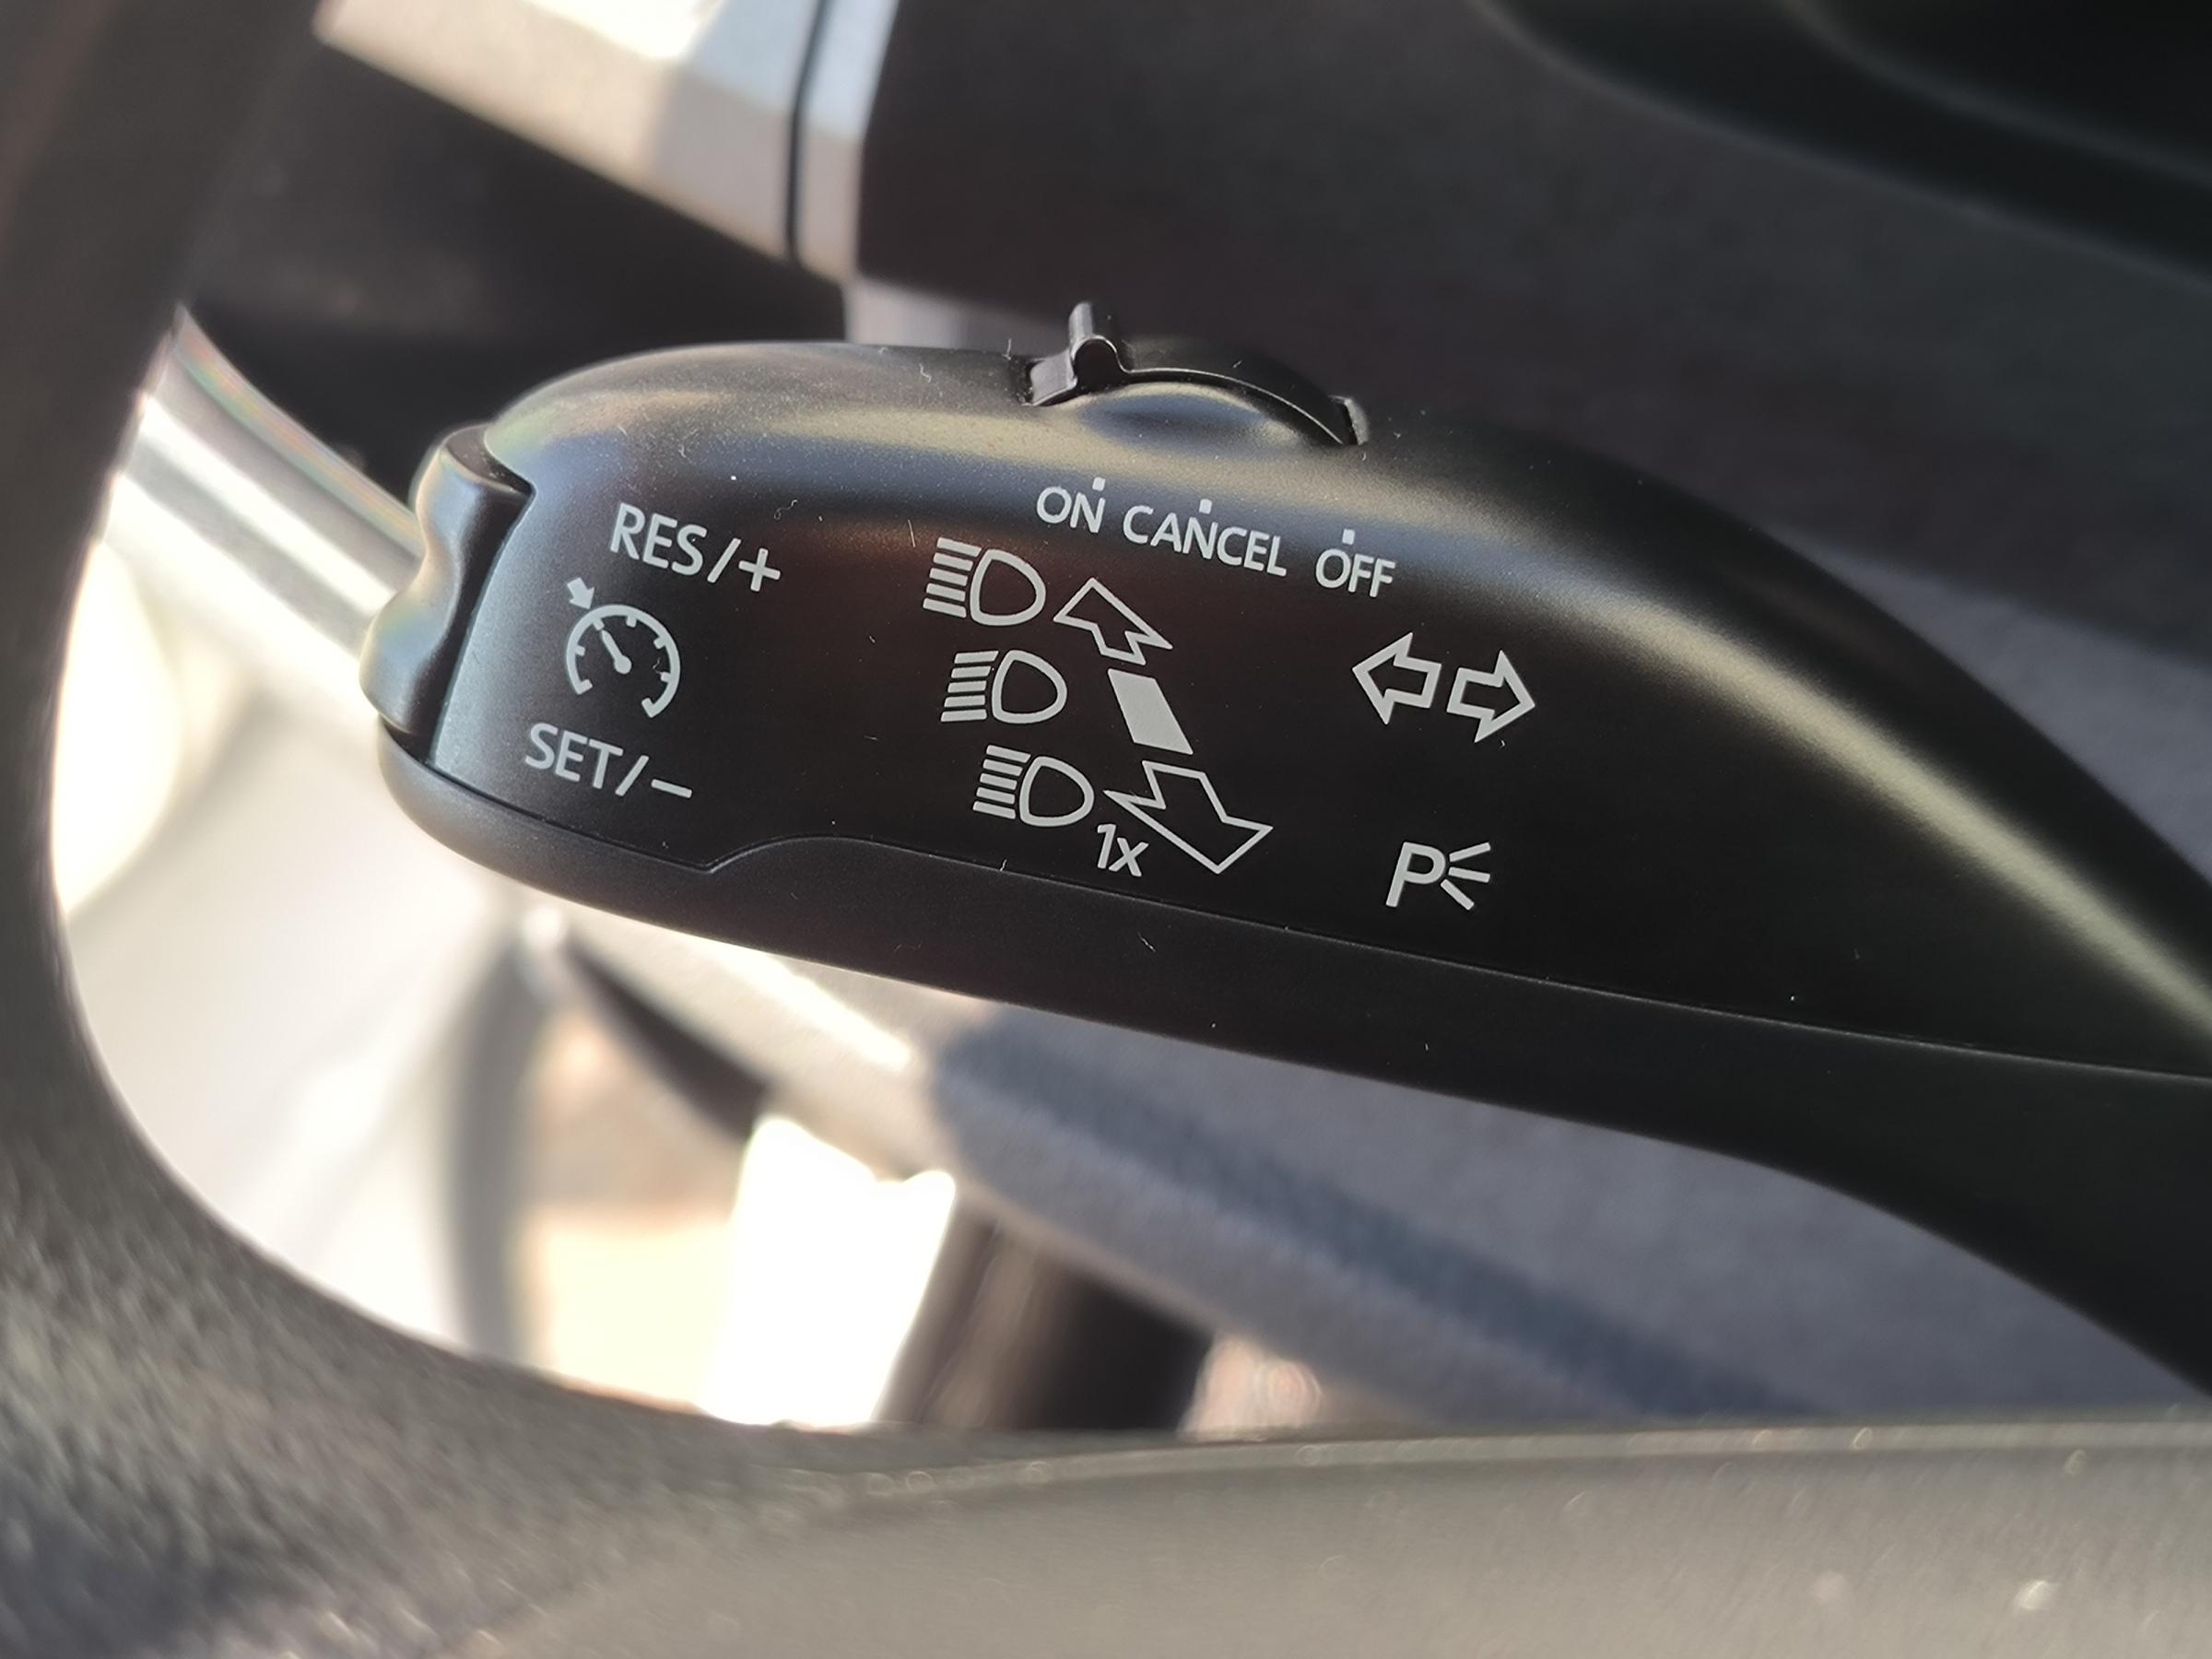 ON CANCEL OFF
RES/+
SET/−
1x
P